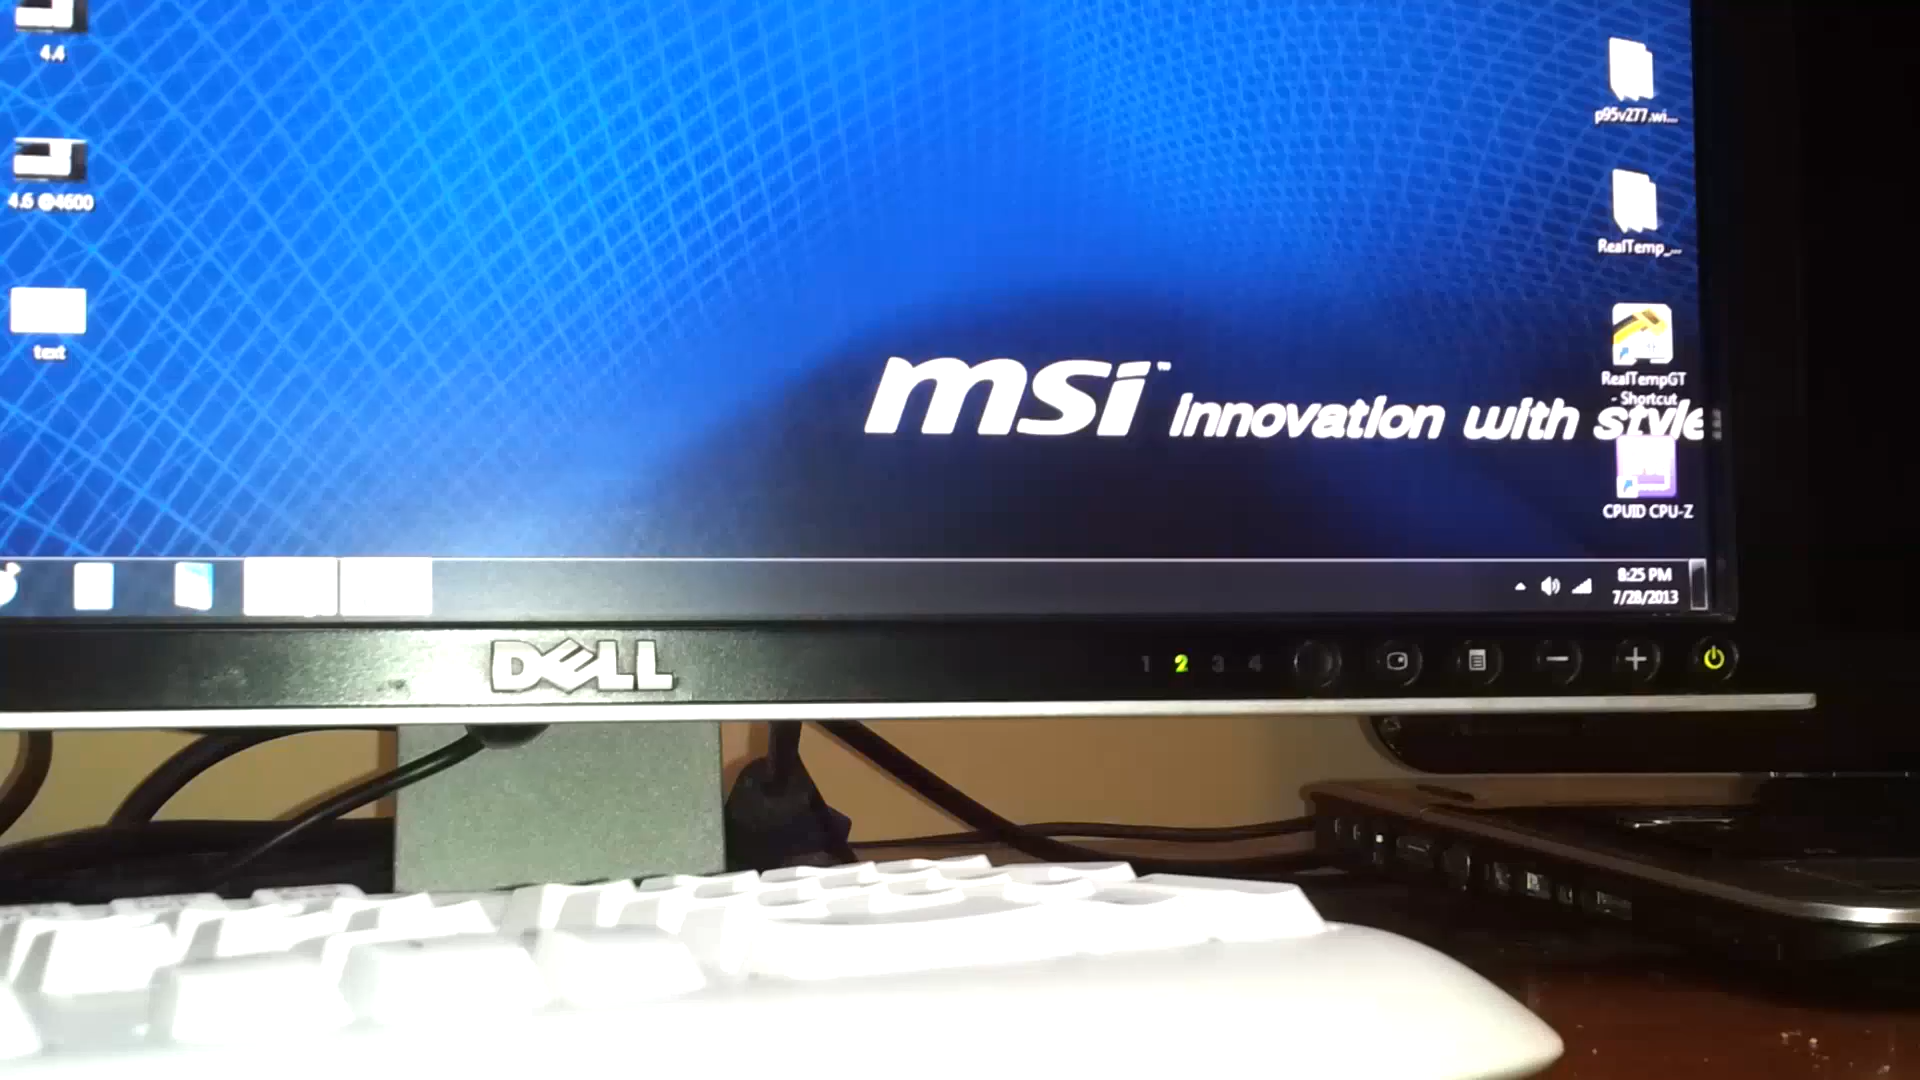 4.4
4.6 @4600
text
p95v277.wi...
RealTemp_...
RealTempGT
- Shortcut
msi™ innovation with style
CPUID CPU-Z
8:25 PM
7/28/2013
DELL
1 2 3 4